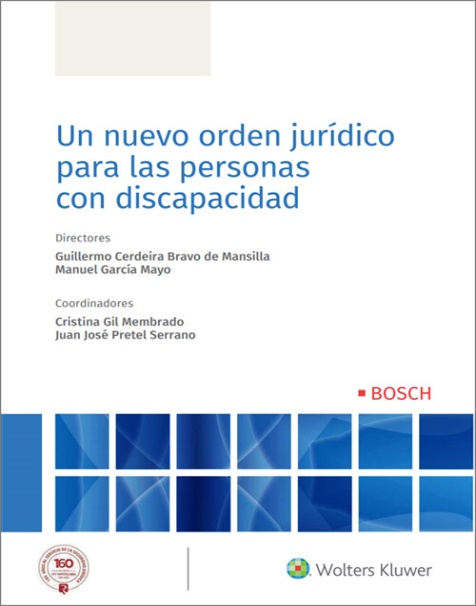 Un nuevo orden jurídico
para las personas
con discapacidad
Directores
Guillermo Cerdeira Bravo de Mansilla
Manuel García Mayo
Coordinadores
Cristina Gil Membrado
Juan José Pretel Serrano
BOSCH
160
Wolters Kluwer